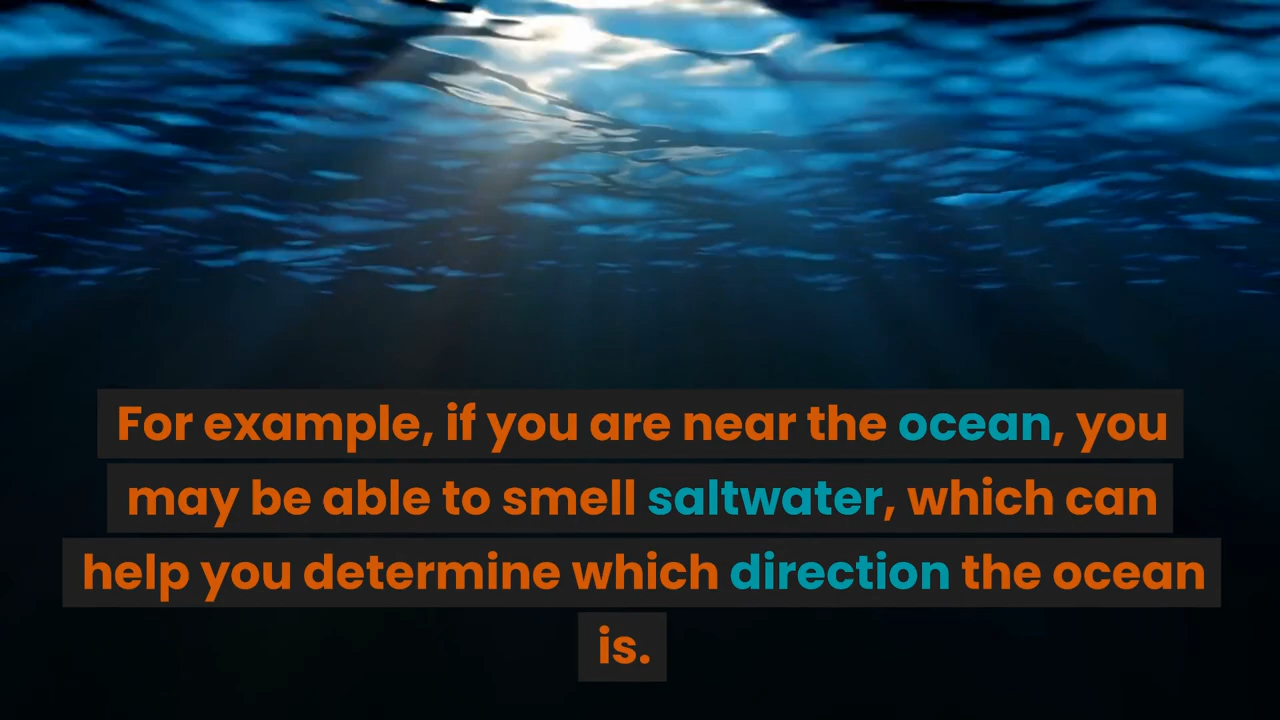 For example, if you are near the ocean, you
may be able to smell saltwater, which can
help you determine which direction the ocean
is.